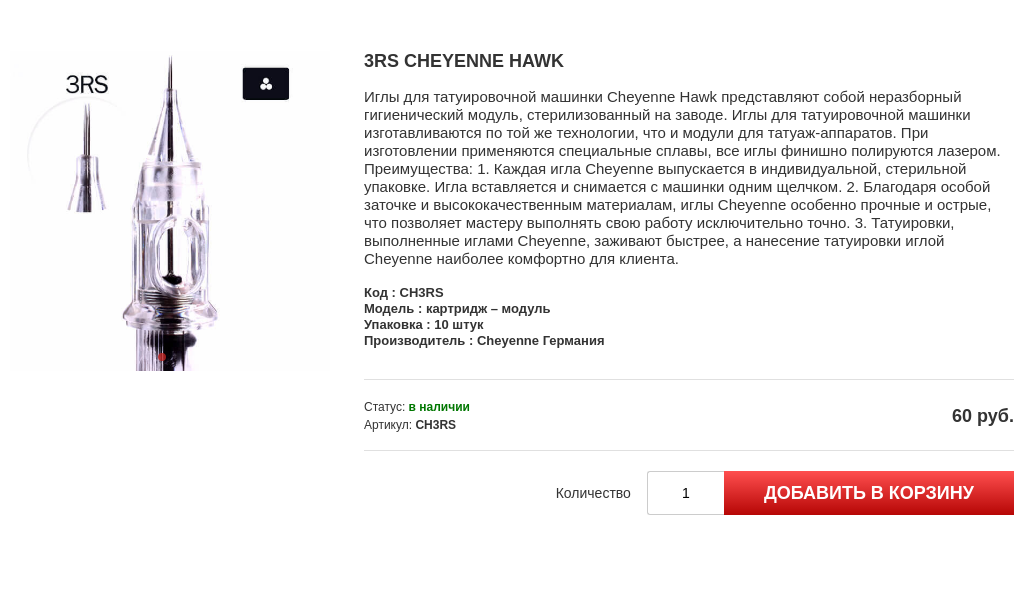 3RS
3RS CHEYENNE HAWK
Иглы для татуировочной машинки Cheyenne Hawk представляют собой неразборный
гигиенический модуль, стерилизованный на заводе. Иглы для татуировочной машинки
изготавливаются по той же технологии, что и модули для татуаж-аппаратов. При
изготовлении применяются специальные сплавы, все иглы финишно полируются лазером.
Преимущества: 1. Каждая игла Cheyenne выпускается в индивидуальной, стерильной
упаковке. Игла вставляется и снимается с машинки одним щелчком. 2. Благодаря особой
заточке и высококачественным материалам, иглы Cheyenne особенно прочные и острые,
что позволяет мастеру выполнять свою работу исключительно точно. 3. Татуировки,
выполненные иглами Cheyenne, заживают быстрее, а нанесение татуировки иглой
Cheyenne наиболее комфортно для клиента.
Код : CH3RS
Модель : картридж – модуль
Упаковка : 10 штук
Производитель : Cheyenne Германия
Статус: в наличии
Артикул: CH3RS
60 руб.
Количество 1 ДОБАВИТЬ В КОРЗИНУ